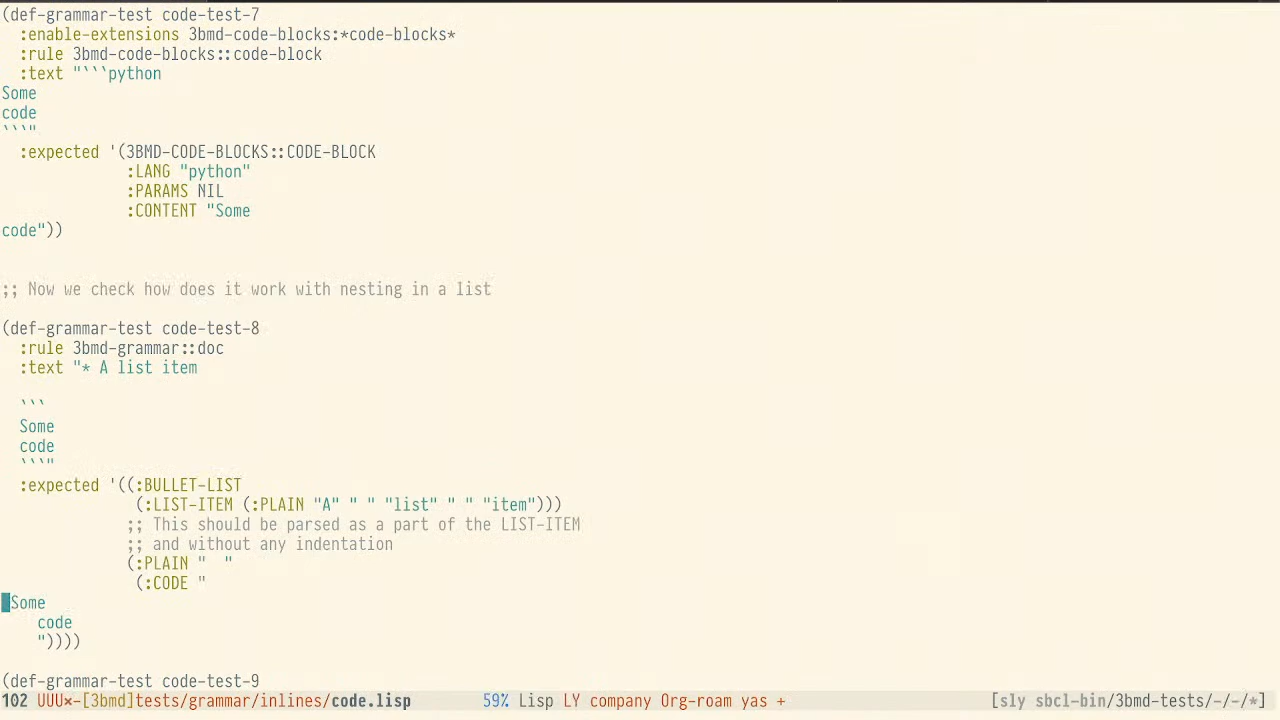 (def-grammar-test code-test-7
  :enable-extensions 3bmd-code-blocks:*code-blocks*
  :rule 3bmd-code-blocks::code-block
  :text "```python
Some
code
```"
  :expected '(3BMD-CODE-BLOCKS::CODE-BLOCK
              :LANG "python"
              :PARAMS NIL
              :CONTENT "Some
code"))
;; Now we check how does it work with nesting in a list
(def-grammar-test code-test-8
  :rule 3bmd-grammar::doc
  :text "* A list item
  ```
  Some
  code
  ```"
  :expected '((:BULLET-LIST
               (:LIST-ITEM (:PLAIN "A" " " "list" " " "item")))
              ;; This should be parsed as a part of the LIST-ITEM
              ;; and without any indentation
              (:PLAIN "  "
               (:CODE "
 Some
    code
    "))))
(def-grammar-test code-test-9
102 UUU×-[3bmd]tests/grammar/inlines/code.lisp 59% Lisp LY company Org-roam yas + [sly sbcl-bin/3bmd-tests/-/-/*]